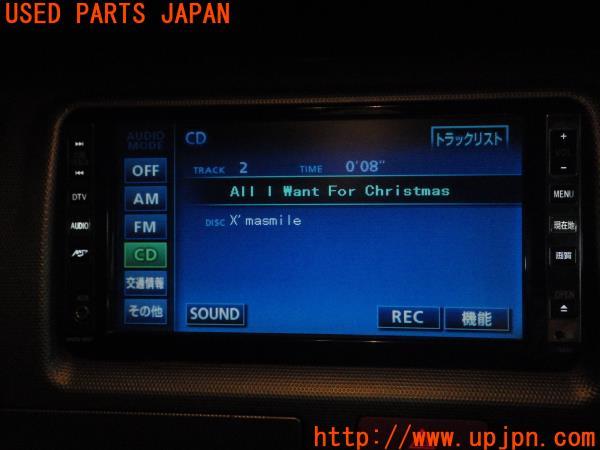 USED PARTS JAPAN
AUDIO MODE
CD
トラックリスト
TRACK 2 TIME 0'08"
All I Want For Christmas
DISC X'masmile
OFF
AM
FM
CD
交通情報
その他
SOUND
REC
機能
DTV
AUDIO
+
VOL
−
MENU
現在地
画質
OPEN
http://www.upjpn.com